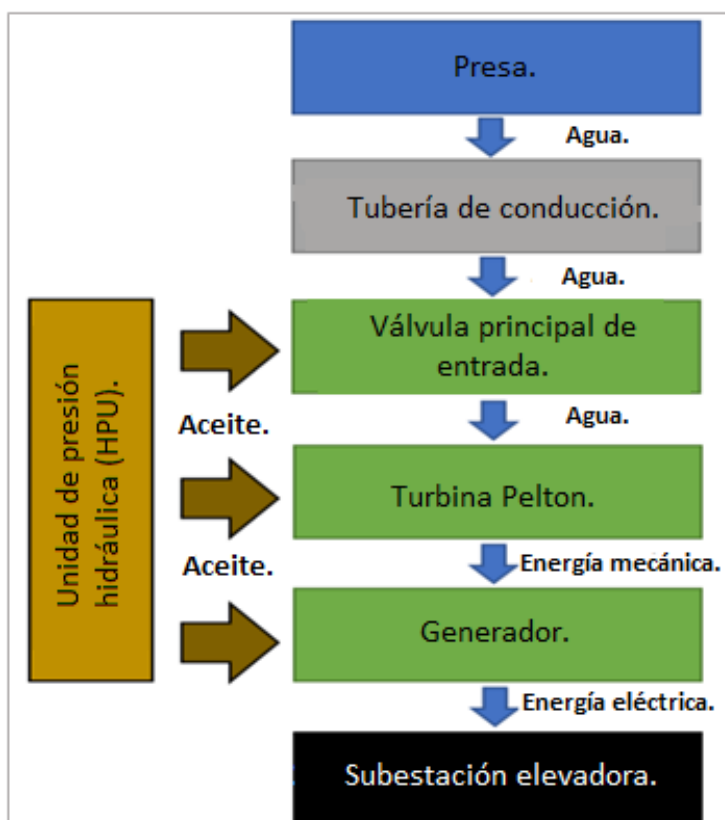 Presa.
Agua.
Tubería de conducción.
Agua.
Válvula principal de
entrada.
Agua.
Turbina Pelton.
Energía mecánica.
Generador.
Energía eléctrica.
Subestación elevadora.
Unidad de presión
hidráulica (HPU).
Aceite.
Aceite.